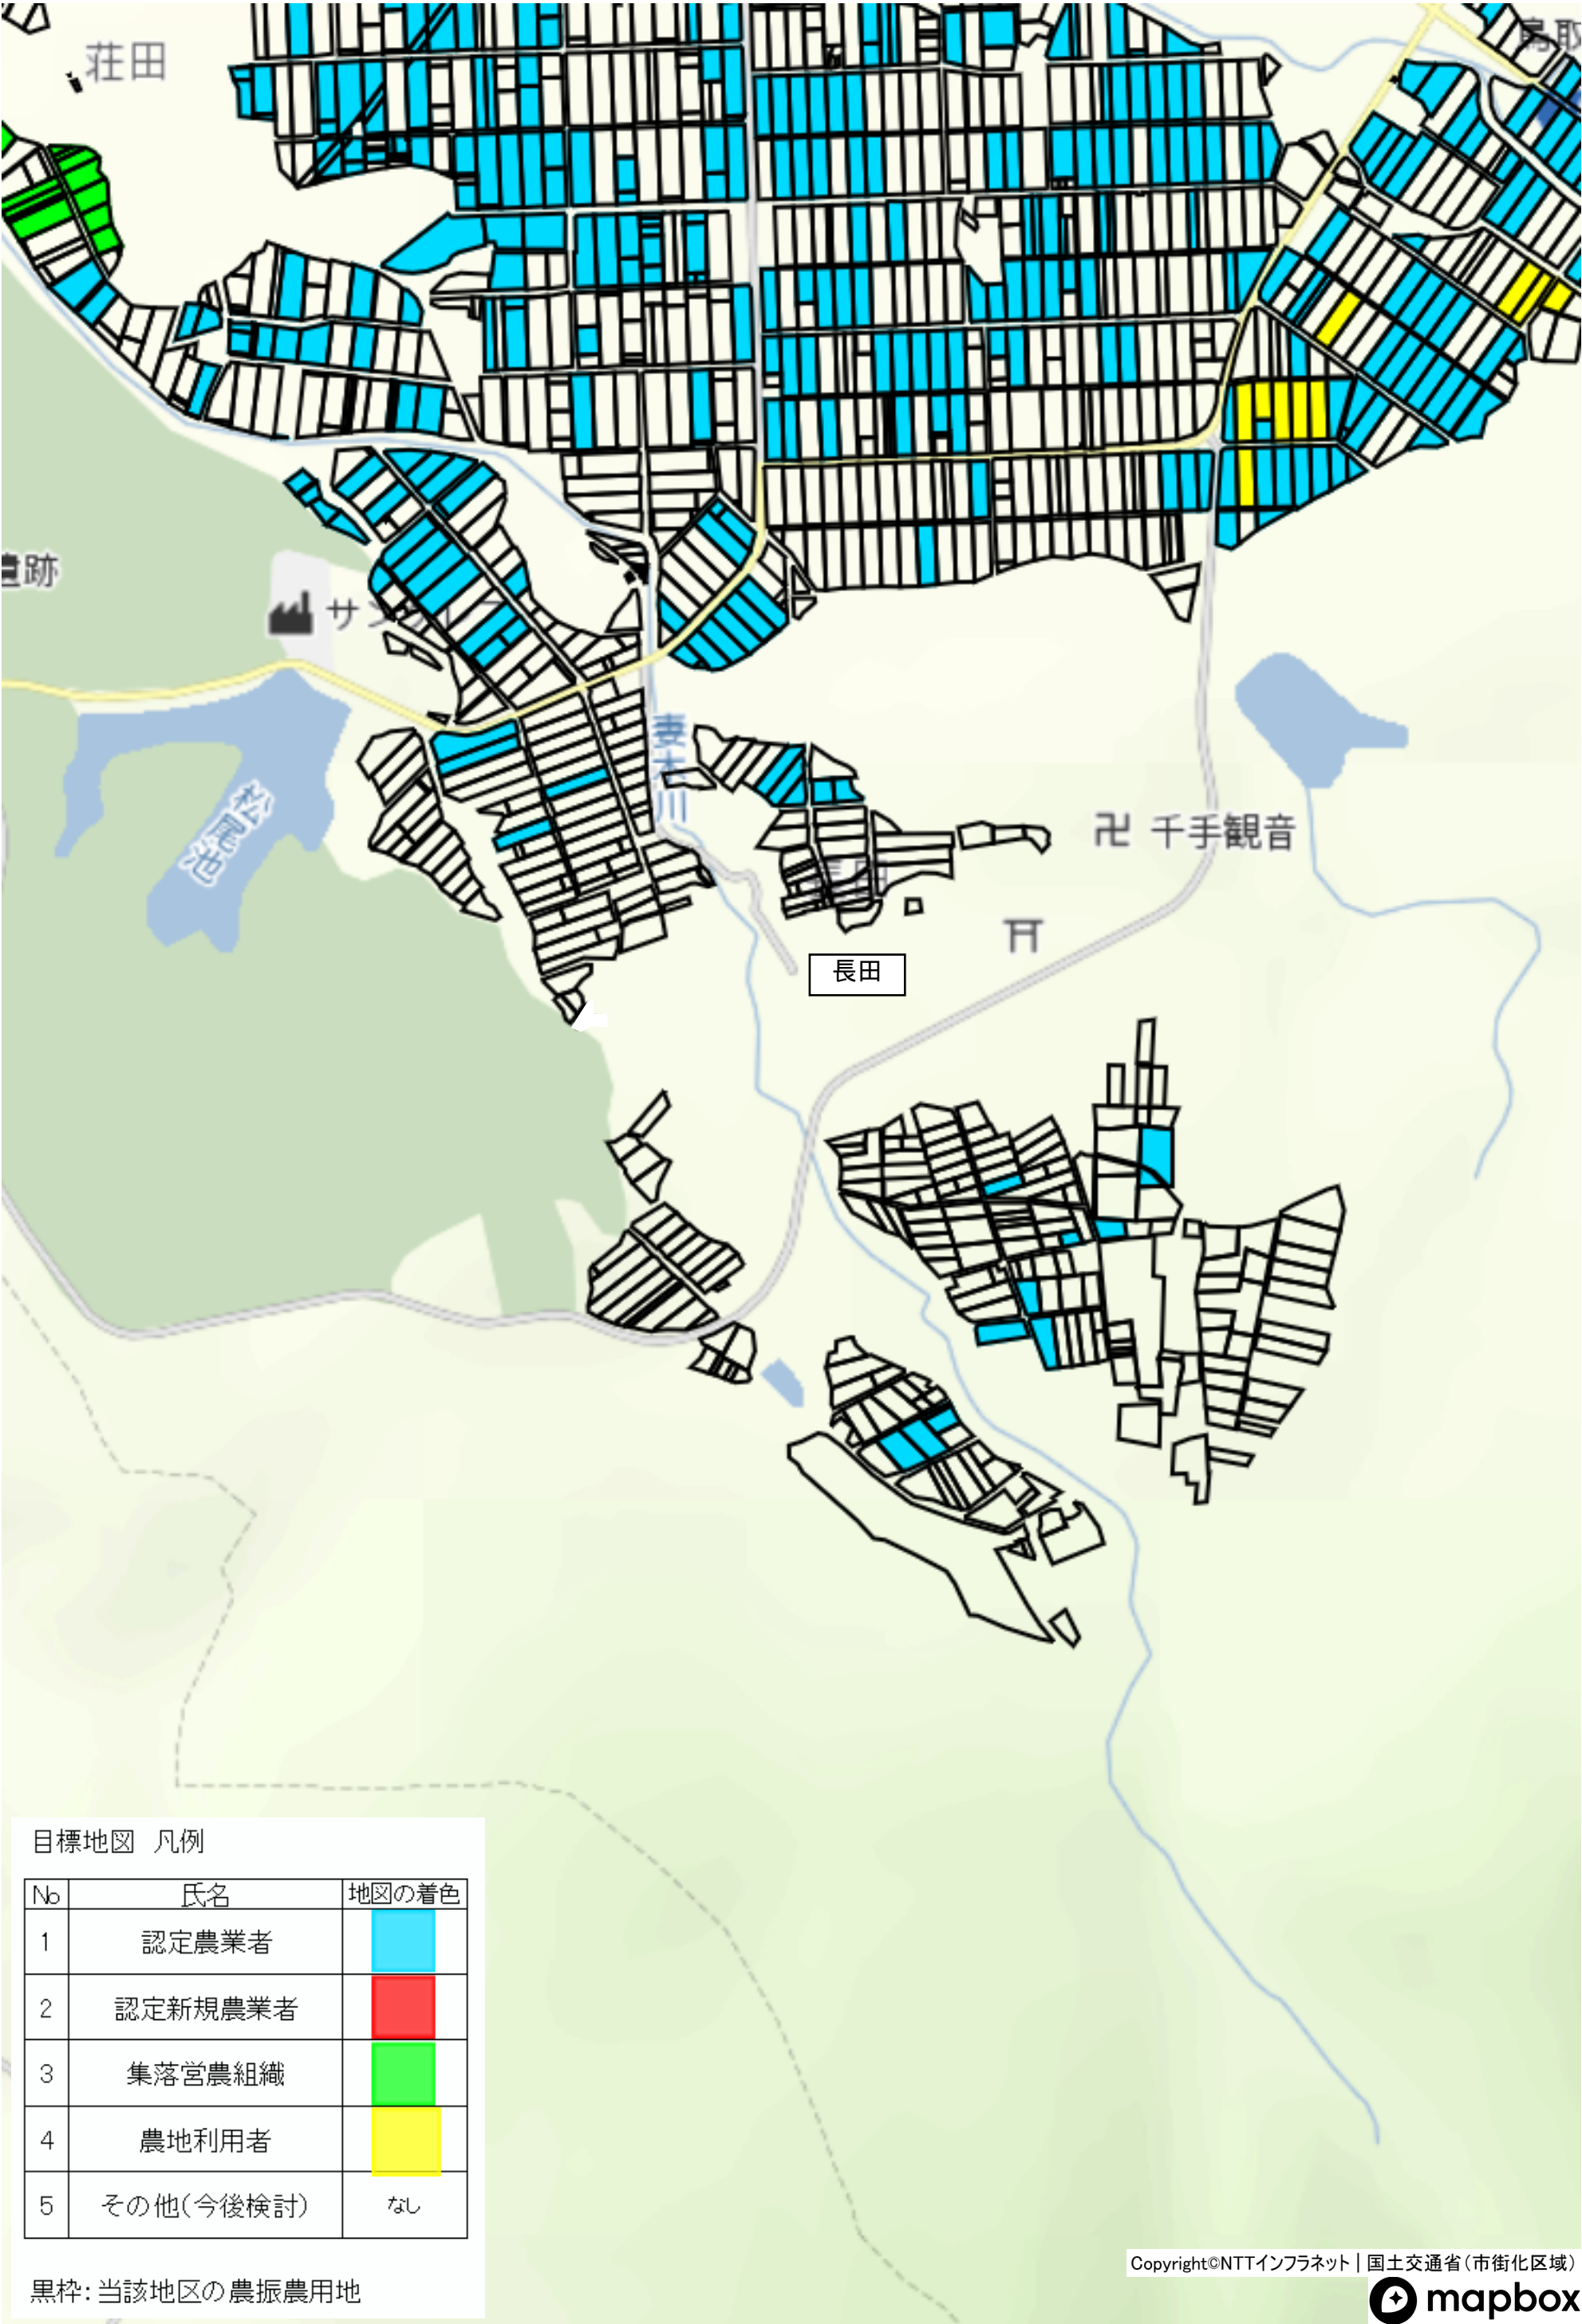 荘田
鳥取
遺跡
サン
妻木川
松尾池
卍 千手観音
長田
長田
目標地図 凡例
No 氏名 地図の着色
1 認定農業者
2 認定新規農業者
3 集落営農組織
4 農地利用者
5 その他(今後検討) なし
黒枠:当該地区の農振農用地
Copyright©NTTインフラネット | 国土交通省(市街化区域)
mapbox